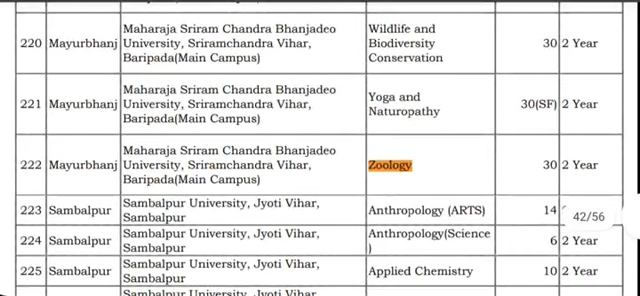 220 Mayurbhanj Maharaja Sriram Chandra Bhanjadeo University, Sriramchandra Vihar, Baripada(Main Campus) Wildlife and Biodiversity Conservation 30 2 Year
221 Mayurbhanj Maharaja Sriram Chandra Bhanjadeo University, Sriramchandra Vihar, Baripada(Main Campus) Yoga and Naturopathy 30(SF) 2 Year
222 Mayurbhanj Maharaja Sriram Chandra Bhanjadeo University, Sriramchandra Vihar, Baripada(Main Campus) Zoology 30 2 Year
223 Sambalpur Sambalpur University, Jyoti Vihar, Sambalpur Anthropology (ARTS) 14
42/56
224 Sambalpur Sambalpur University, Jyoti Vihar, Sambalpur Anthropology(Science) 6 2 Year
225 Sambalpur Sambalpur University, Jyoti Vihar, Sambalpur Applied Chemistry 10 2 Year
Sambalpur University, Jyoti Vihar,